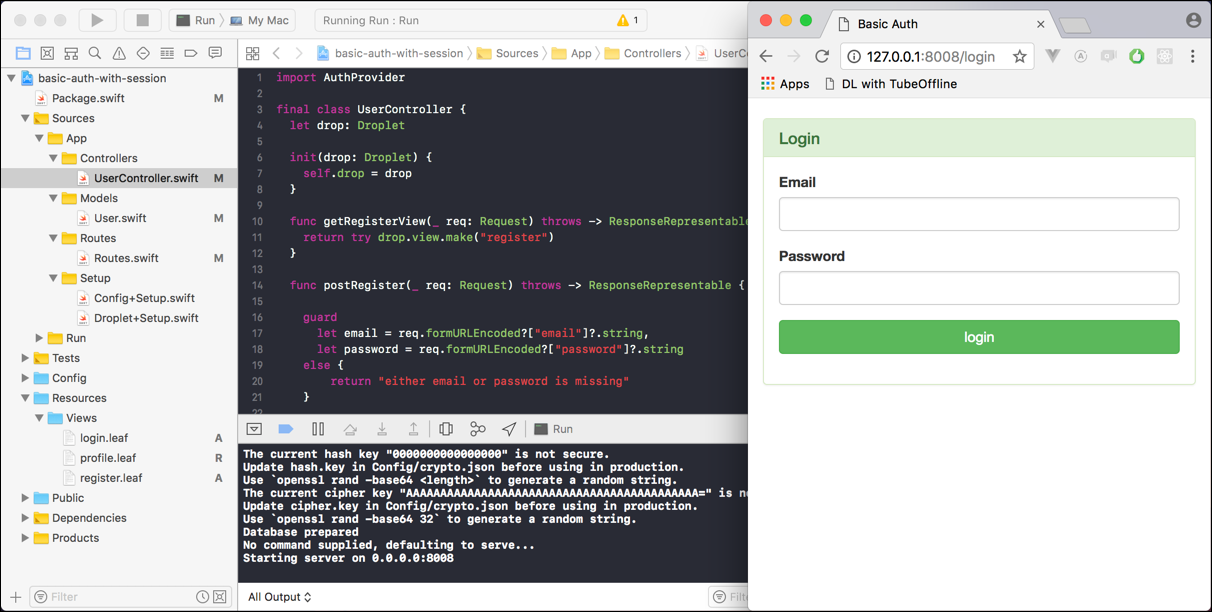 Run
My Mac
Running Run : Run
1
basic-auth-with-session
Package.swift M
Sources
App
Controllers
UserController.swift M
Models
User.swift M
Routes
Routes.swift M
Setup
Config+Setup.swift
Droplet+Setup.swift
Run
Tests
Config
Resources
Views
login.leaf A
profile.leaf R
register.leaf A
Public
Dependencies
Products
Filter
basic-auth-with-session Sources App Controllers UserC
1 import AuthProvider
2
3 final class UserController {
4 let drop: Droplet
5
6 init(drop: Droplet) {
7 self.drop = drop
8 }
9
10 func getRegisterView(_ req: Request) throws -> ResponseRepresentable
11 return try drop.view.make("register")
12 }
13
14 func postRegister(_ req: Request) throws -> ResponseRepresentable {
15
16 guard
17 let email = req.formURLEncoded?["email"]?.string,
18 let password = req.formURLEncoded?["password"]?.string
19 else {
20 return "either email or password is missing"
21 }
22
Run
The current hash key "0000000000000000" is not secure.
Update hash.key in Config/crypto.json before using in production.
Use `openssl rand -base64 <length>` to generate a random string.
The current cipher key "AAAAAAAAAAAAAAAAAAAAAAAAAAAAAAAAAAAAAAAAAAA=" is no
Update cipher.key in Config/crypto.json before using in production.
Use `openssl rand -base64 32` to generate a random string.
Database prepared
No command supplied, defaulting to serve...
Starting server on 0.0.0.0:8008
All Output
Filt
Basic Auth
127.0.0.1:8008/login
Apps
DL with TubeOffline
Login
Email
Password
login